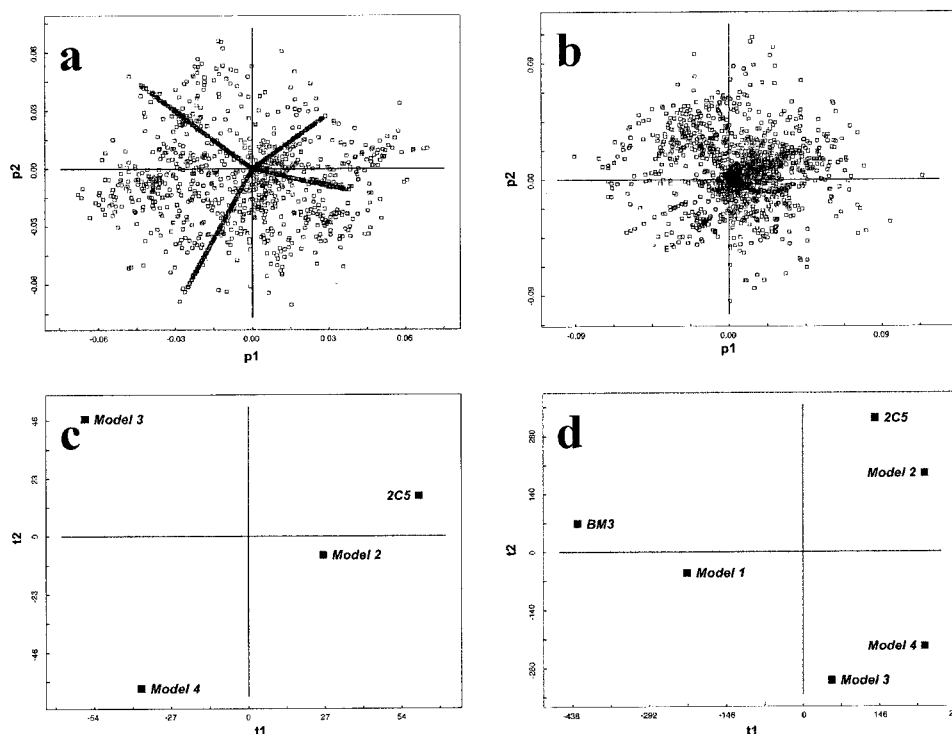 a
0.06
0.03
0.00
-0.03
-0.06
p2
-0.06 -0.03 0.00 0.03 0.06
p1
b
0.09
0.00
-0.09
p2
-0.09 0.00 0.09
p1
c
46
23
0
-23
-46
t2
Model 3
2C5
Model 2
Model 4
-54 -27 0 27 54
t1
d
280
140
0
-140
-280
t2
2C5
Model 2
BM3
Model 1
Model 4
Model 3
-438 -292 -146 0 146
t1